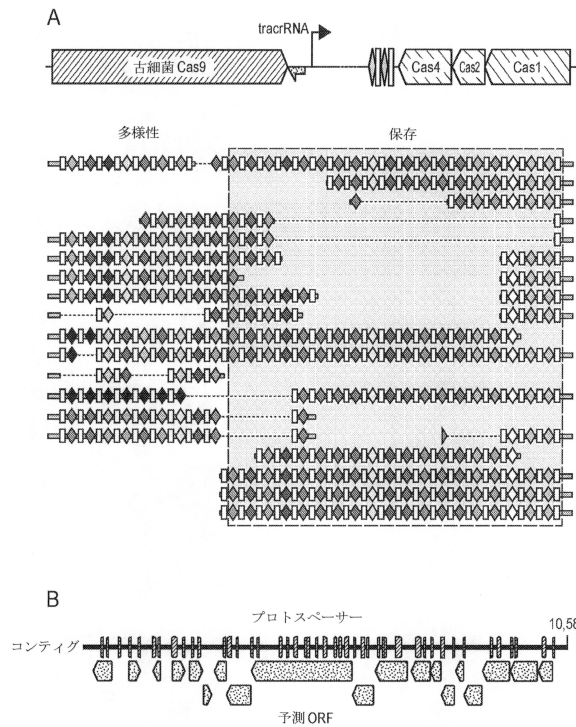 A
tracrRNA
古細菌 Cas9
Cas4
Cas2
Cas1
多様性
保存
B
プロトスペーサー
10,58
コンティグ
予測 ORF